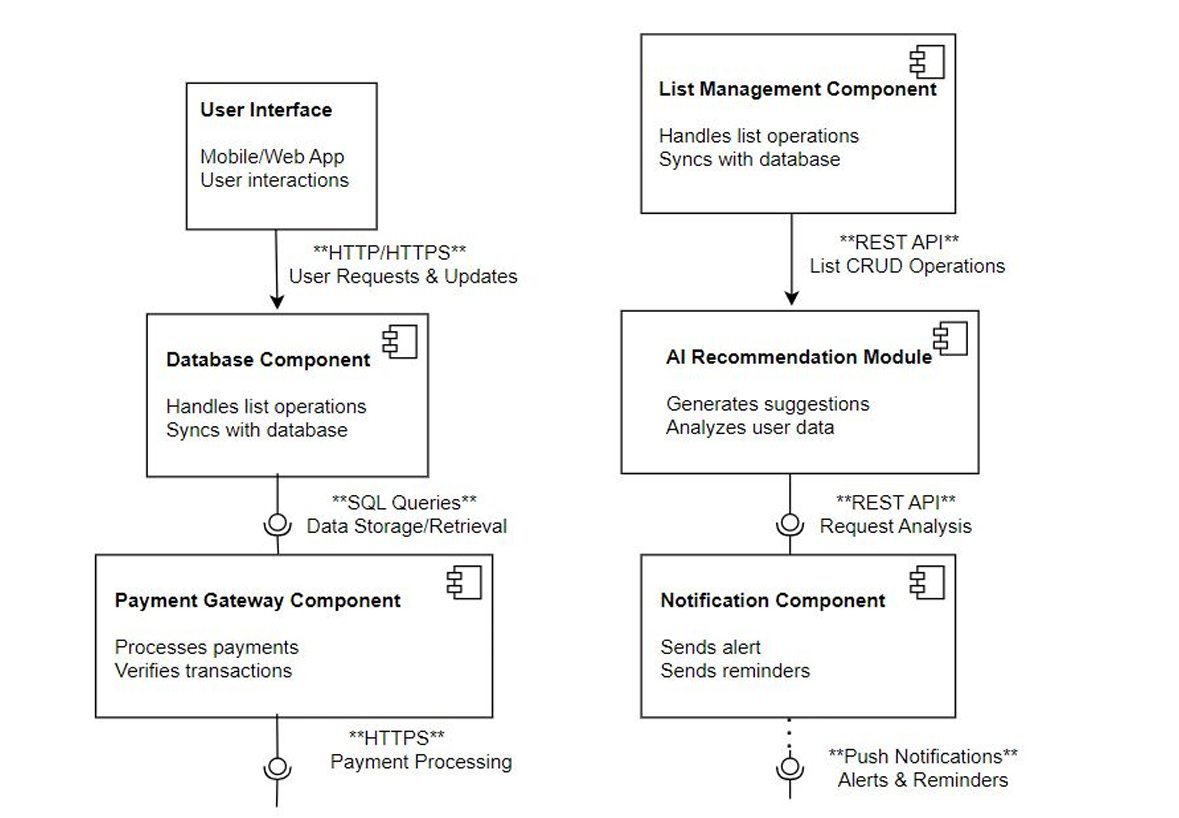 User Interface
Mobile/Web App
User interactions
**HTTP/HTTPS**
User Requests & Updates
Database Component
Handles list operations
Syncs with database
**SQL Queries**
Data Storage/Retrieval
Payment Gateway Component
Processes payments
Verifies transactions
**HTTPS**
Payment Processing
List Management Component
Handles list operations
Syncs with database
**REST API**
List CRUD Operations
AI Recommendation Module
Generates suggestions
Analyzes user data
**REST API**
Request Analysis
Notification Component
Sends alert
Sends reminders
**Push Notifications**
Alerts & Reminders